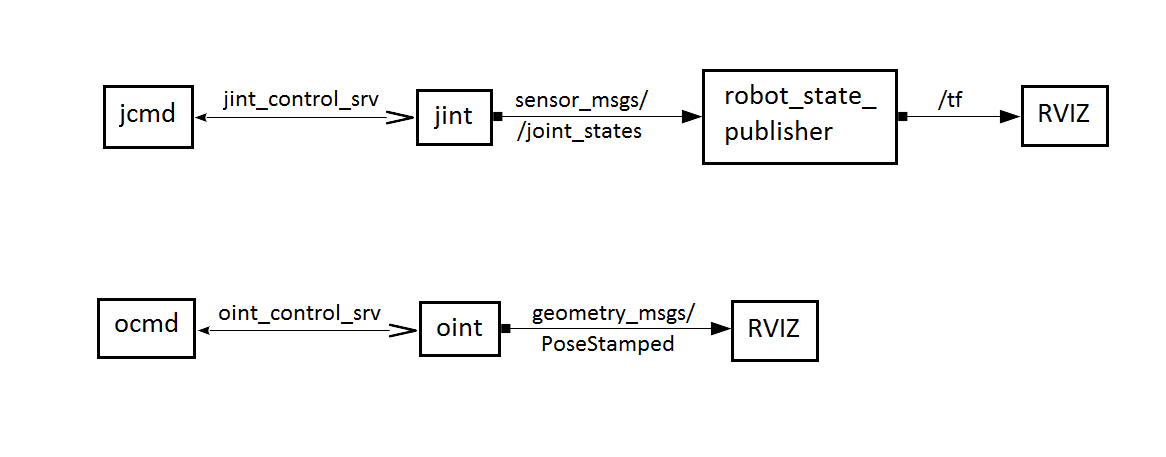 jcmd
jint_control_srv
jint
sensor_msgs/
/joint_states
robot_state_
publisher
/tf
RVIZ
ocmd
oint_control_srv
oint
geometry_msgs/
PoseStamped
RVIZ